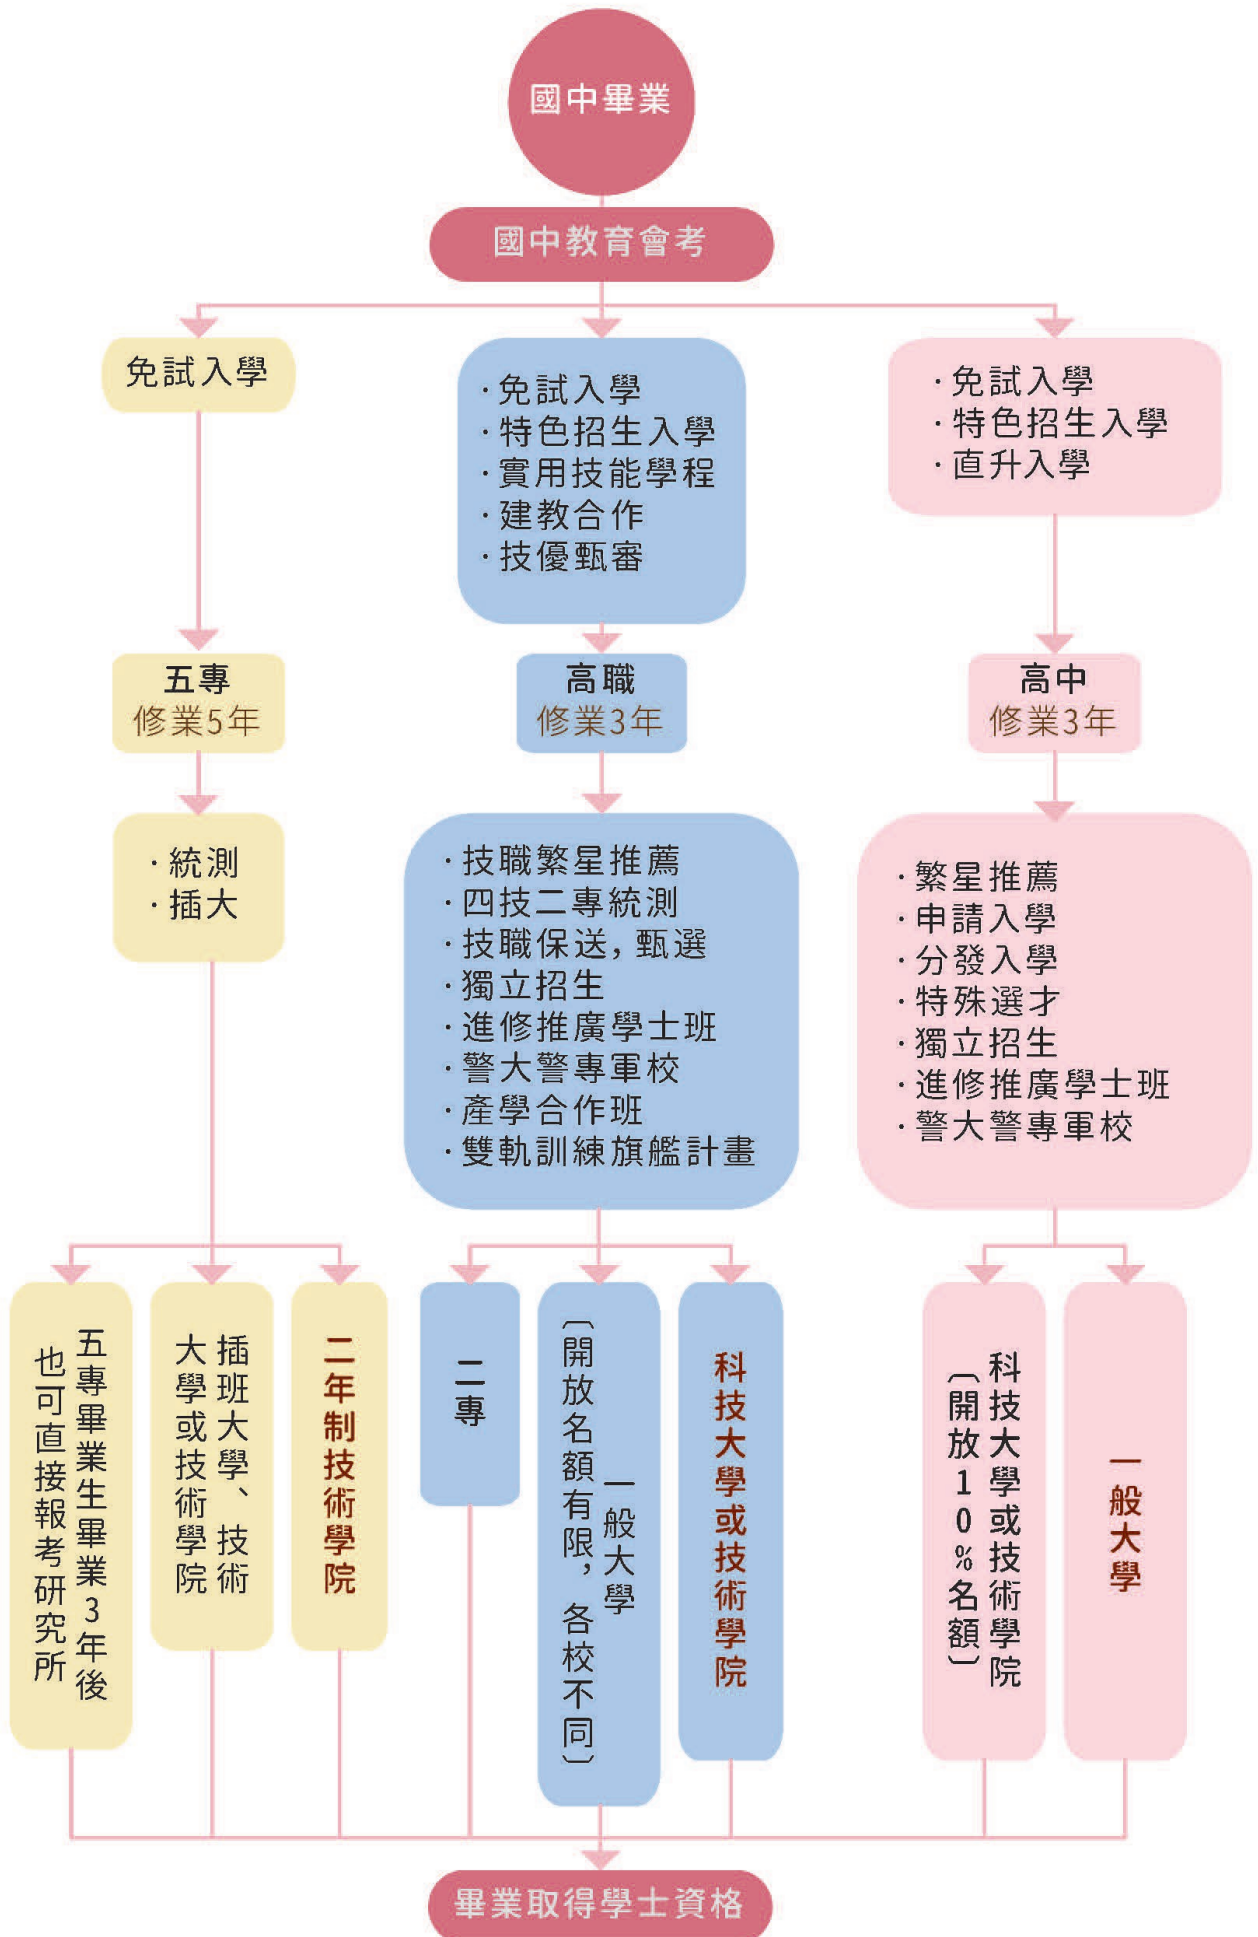 國中畢業
國中教育會考
免試入學
·免試入學
·特色招生入學
·實用技能學程
·建教合作
·技優甄審
·免試入學
·特色招生入學
·直升入學
五專
修業5年
高職
修業3年
高中
修業3年
·統測
·插大
·技職繁星推薦
·四技二專統測
·技職保送,甄選
·獨立招生
·進修推廣學士班
·警大警專軍校
·產學合作班
·雙軌訓練旗艦計畫
·繁星推薦
·申請入學
·分發入學
·特殊選才
·獨立招生
·進修推廣學士班
·警大警專軍校
五專畢業生畢業3年後
也可直接報考研究所
插班大學、技術
大學或技術學院
二年制技術學院
二專
一般大學
〔開放名額有限,各校不同〕
科技大學或技術學院
科技大學或技術學院
〔開放10%名額〕
一般大學
畢業取得學士資格